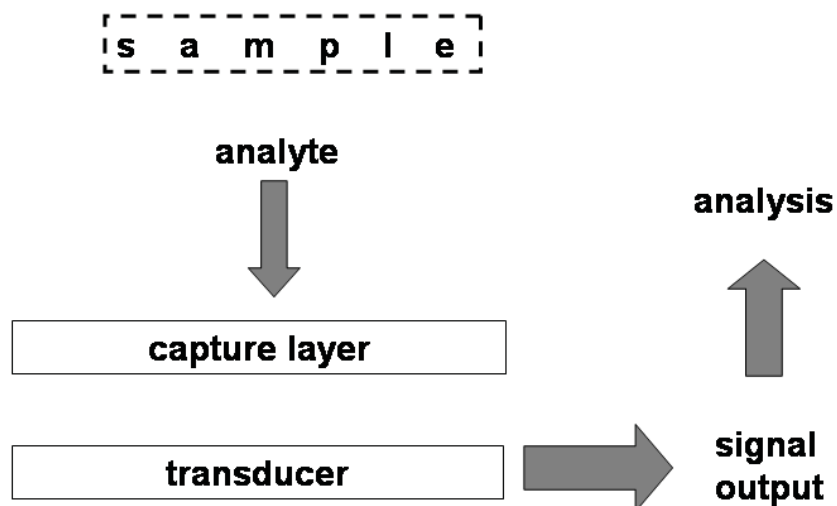 s a m p l e
analyte
analysis
capture layer
transducer
signal
output